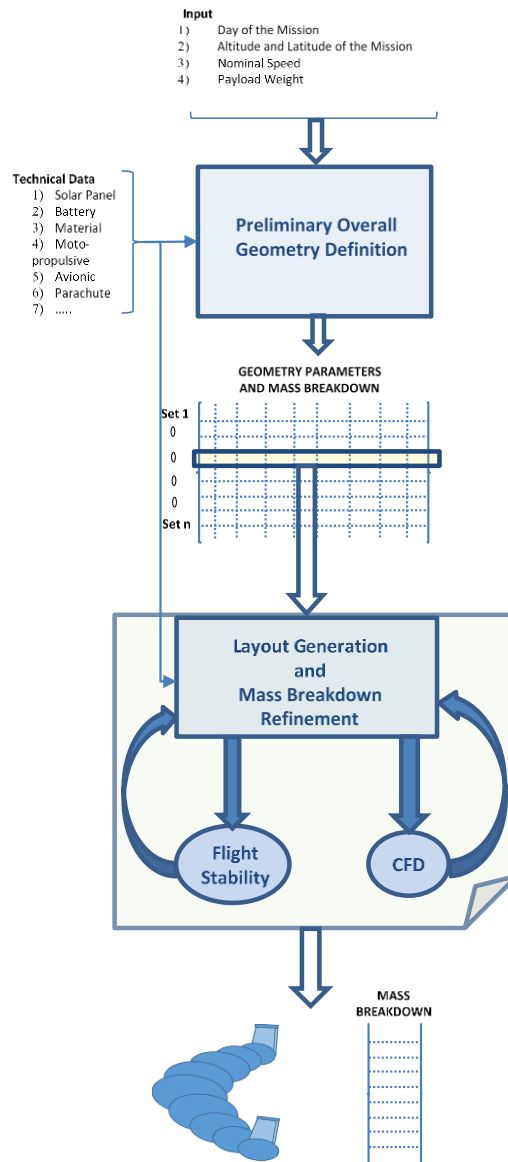 Input
1) Day of the Mission
2) Altitude and Latitude of the Mission
3) Nominal Speed
4) Payload Weight
Technical Data
1) Solar Panel
2) Battery
3) Material
4) Moto-
propulsive
5) Avionic
6) Parachute
7) .....
Preliminary Overall
Geometry Definition
GEOMETRY PARAMETERS
AND MASS BREAKDOWN
Set 1
0
0
0
0
Set n
Layout Generation
and
Mass Breakdown
Refinement
Flight
Stability
CFD
MASS
BREAKDOWN